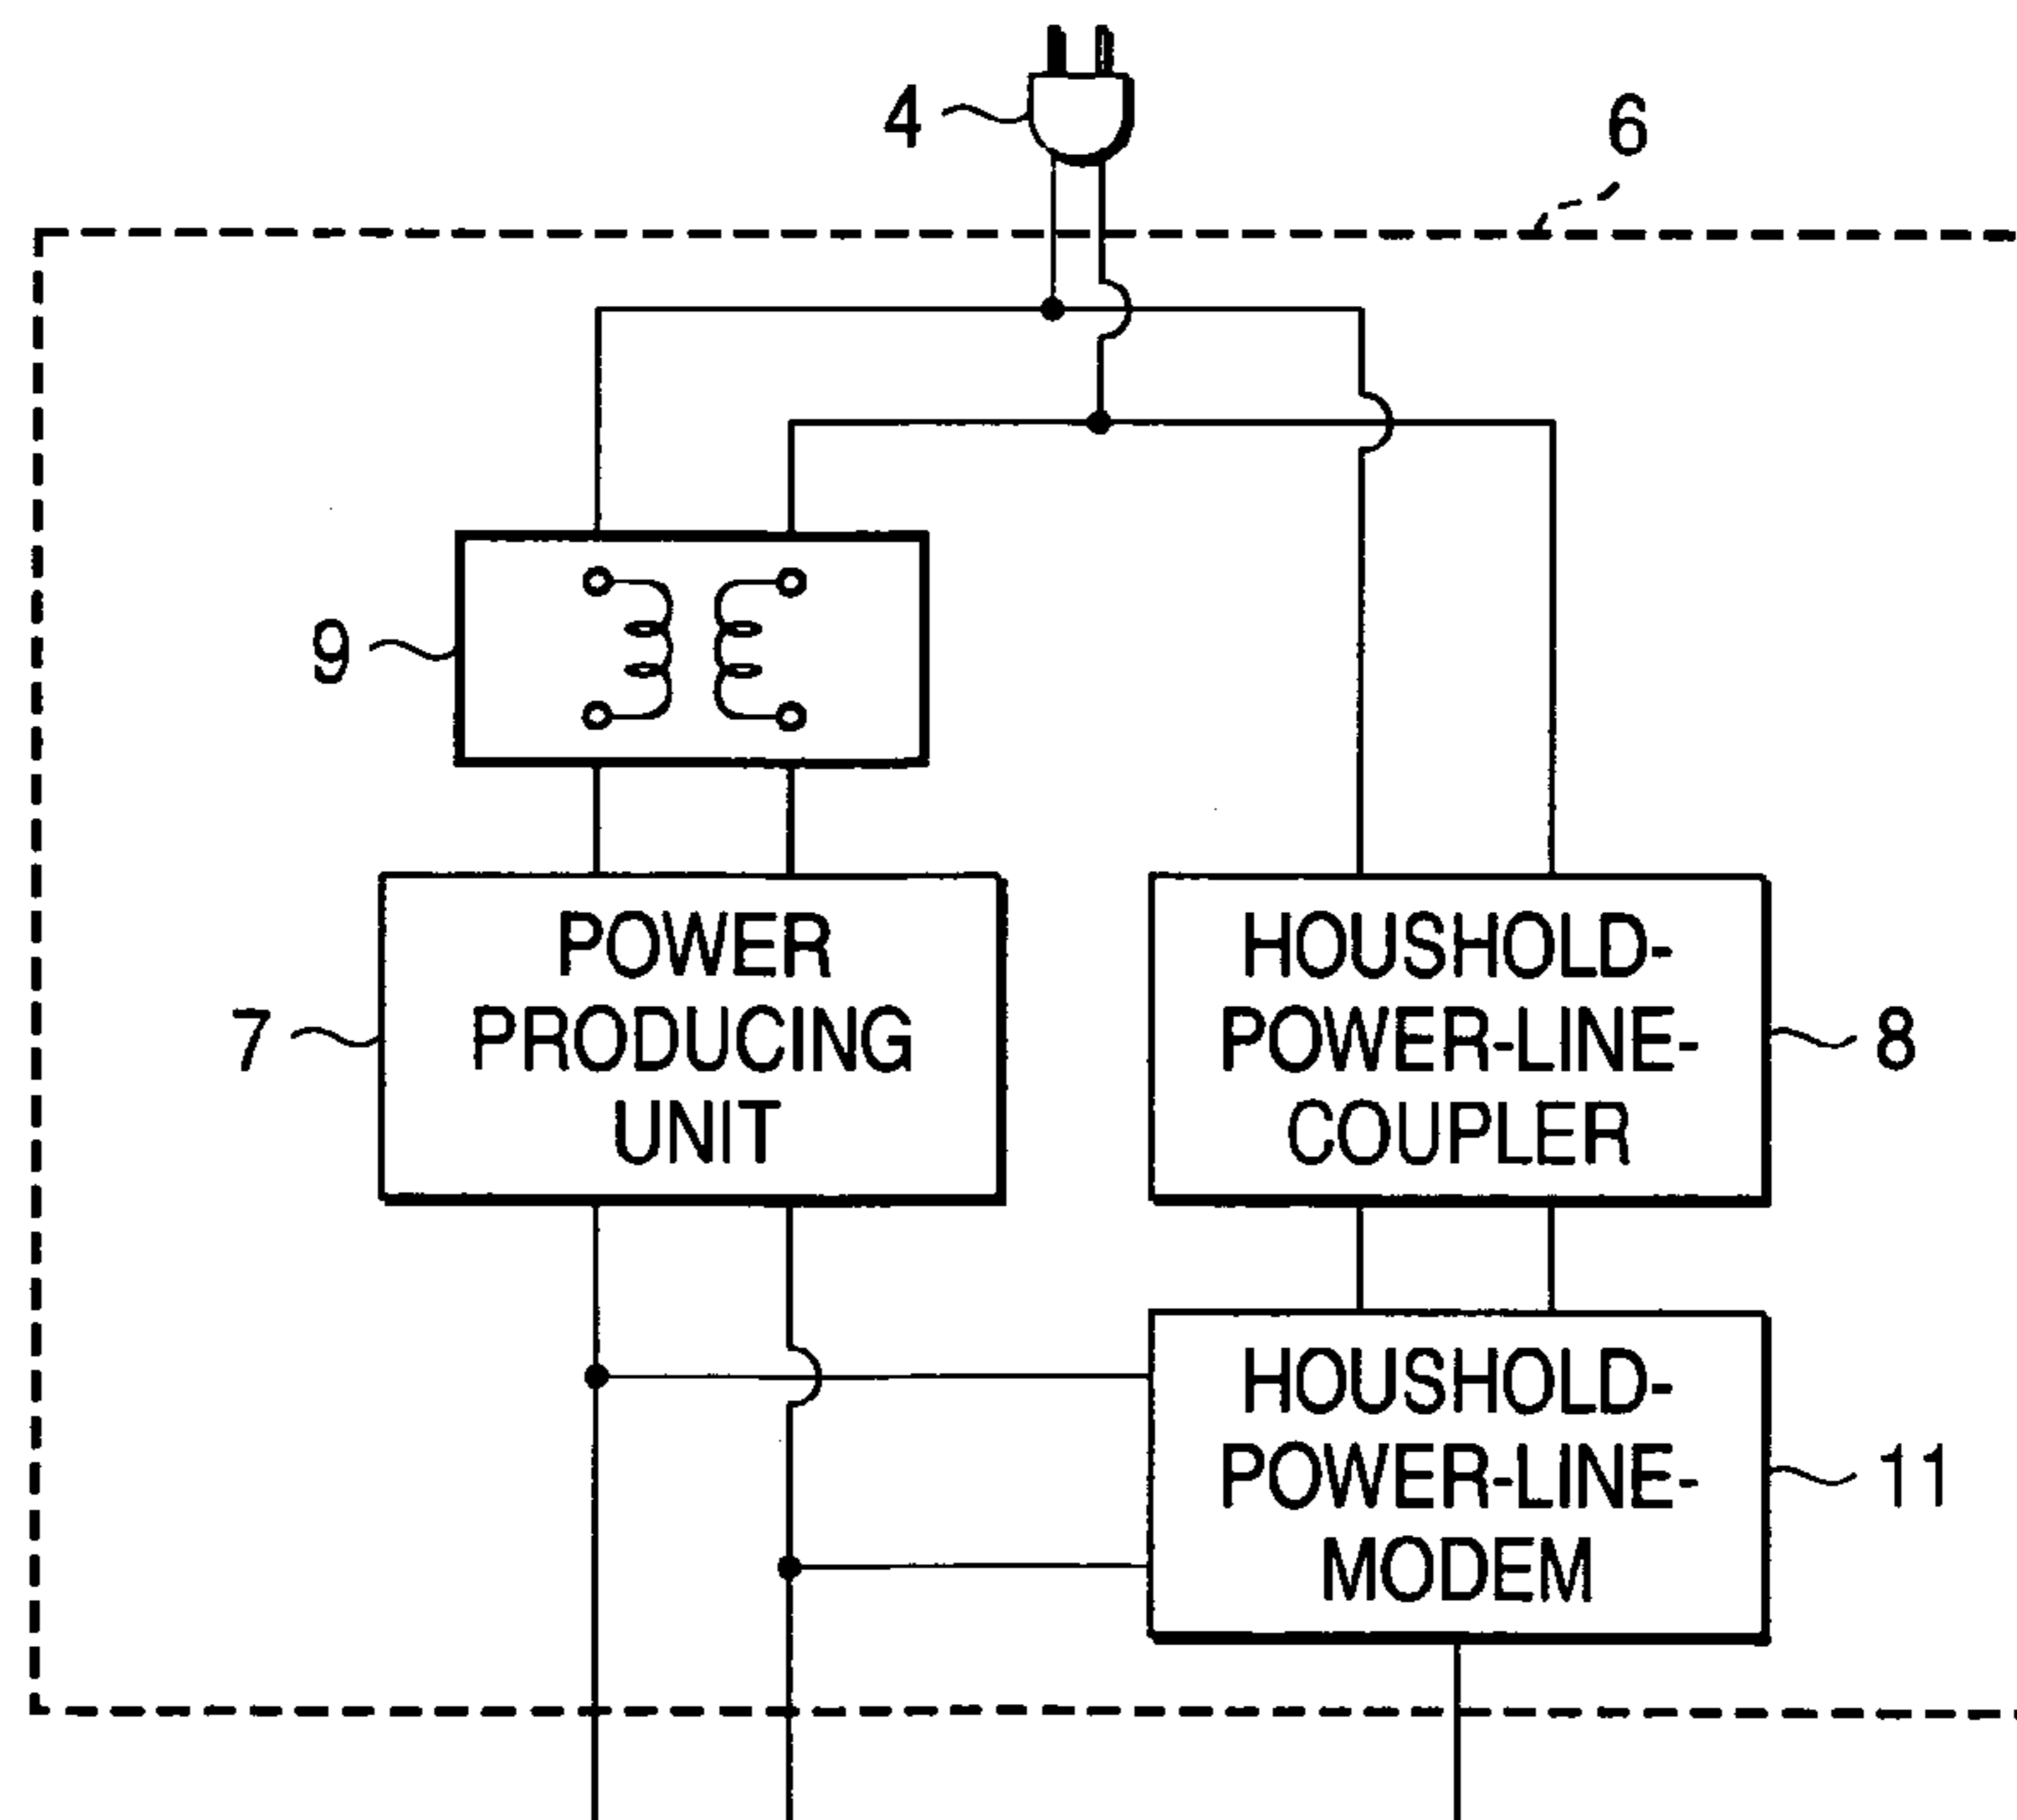 4
6
9
POWER
PRODUCING
UNIT
7
HOUSHOLD-
POWER-LINE-
COUPLER
8
HOUSHOLD-
POWER-LINE-
MODEM
11